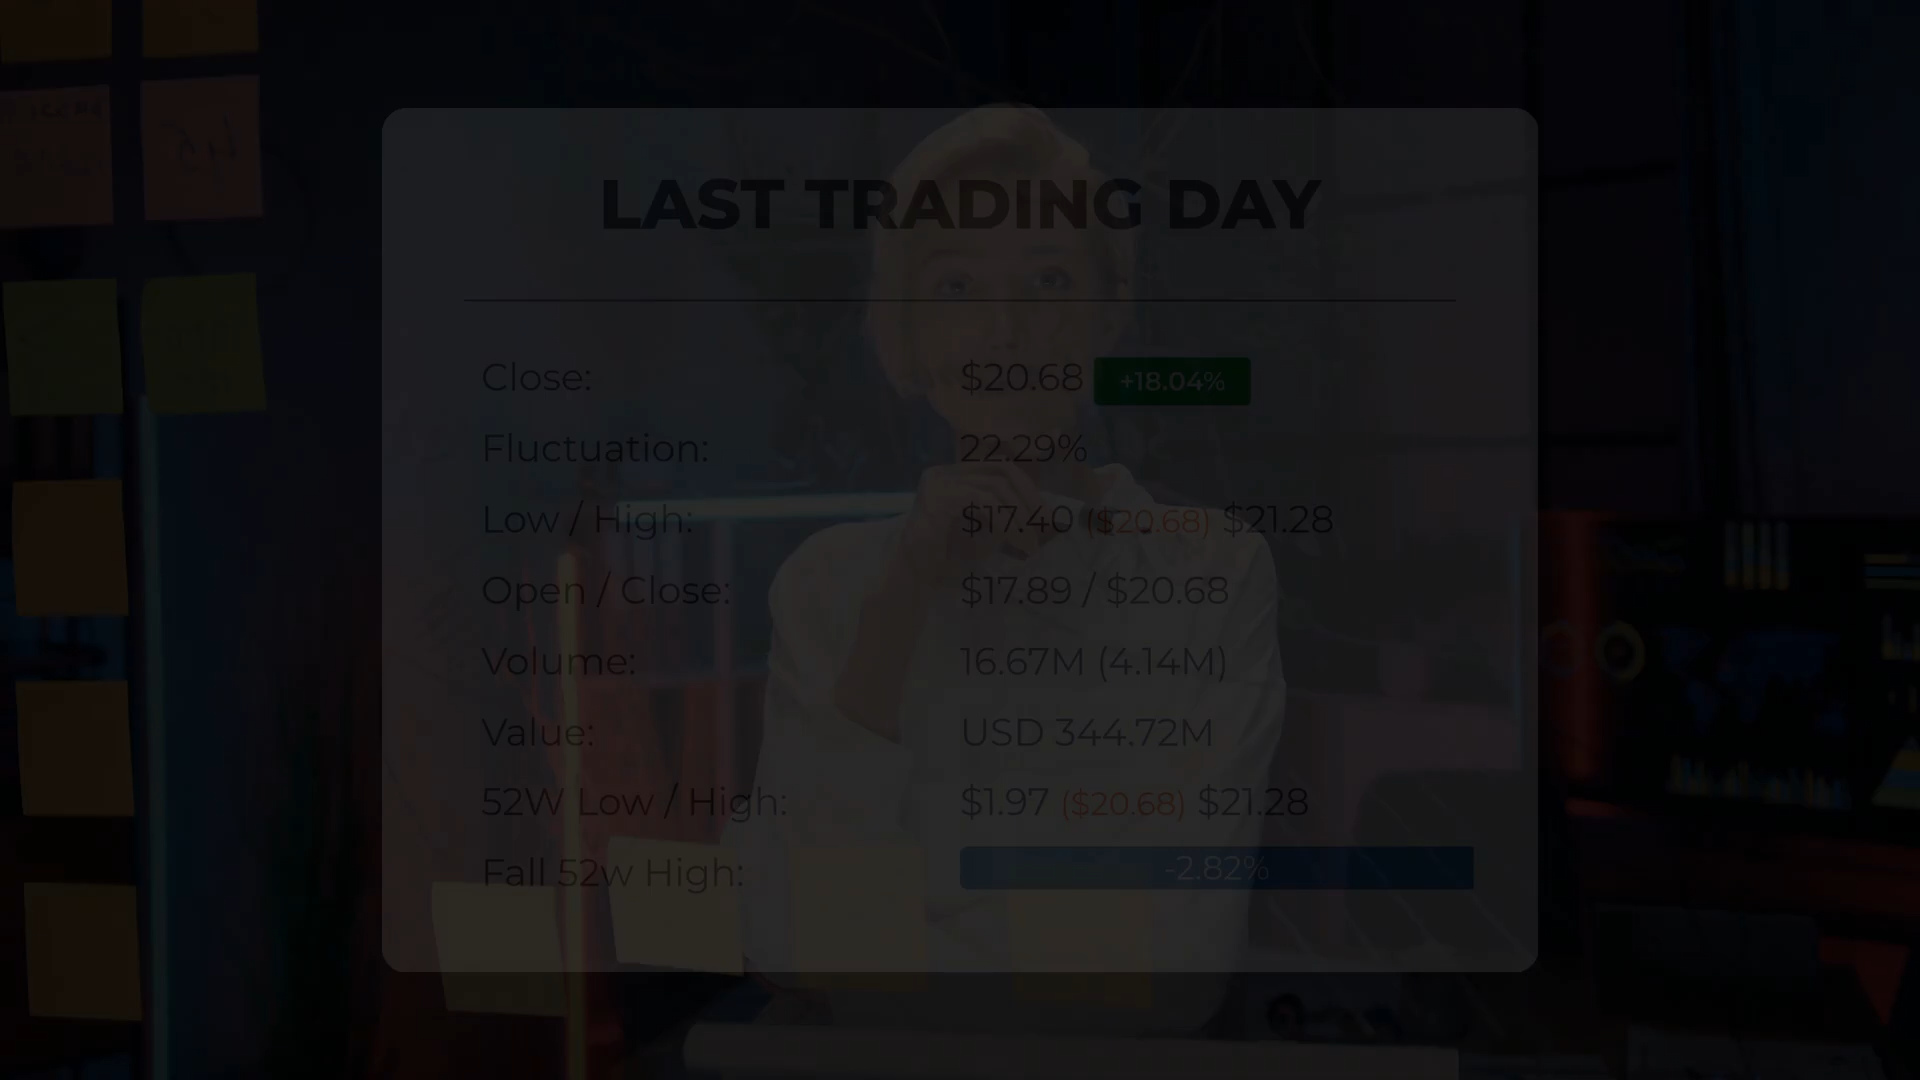 LAST TRADING DAY
Close: $20.68 +18.04%
Fluctuation: 22.29%
Low / High: $17.40 ($20.68) $21.28
Open / Close: $17.89 / $20.68
Volume: 16.67M (4.14M)
Value: USD 344.72M
52W Low / High: $1.97 ($20.68) $21.28
Fall 52w High: -2.82%